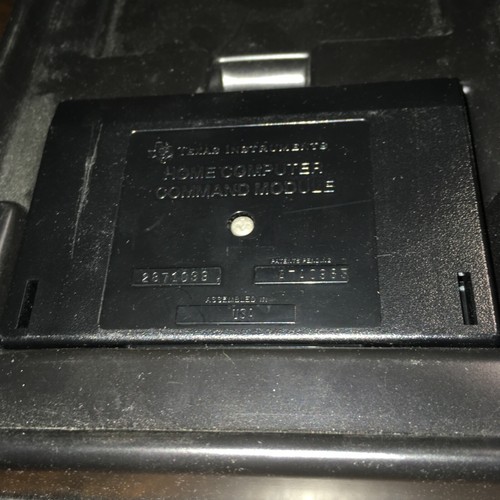 TEXAS INSTRUMENTS
HOME COMPUTER
COMMAND MODULE
PATENTS PENDING
ASSEMBLED IN
USA